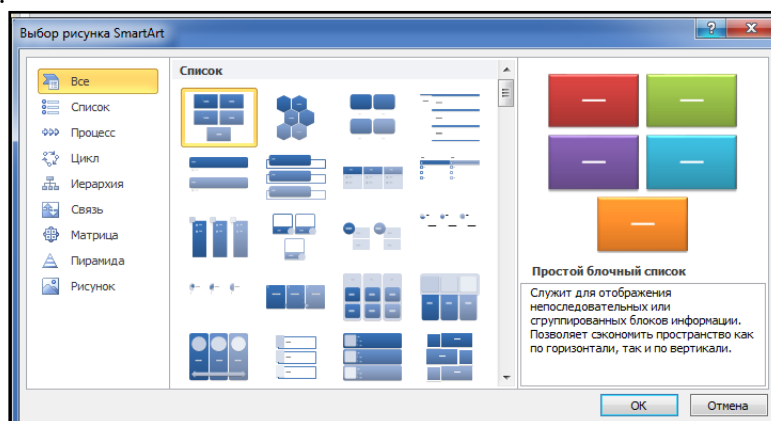 Выбор рисунка SmartArt
Все
Список
Процесс
Цикл
Иерархия
Связь
Матрица
Пирамида
Рисунок
Список
Простой блочный список
Служит для отображения
непоследовательных или
сгруппированных блоков информации.
Позволяет сэкономить пространство как
по горизонтали, так и по вертикали.
ОК
Отмена